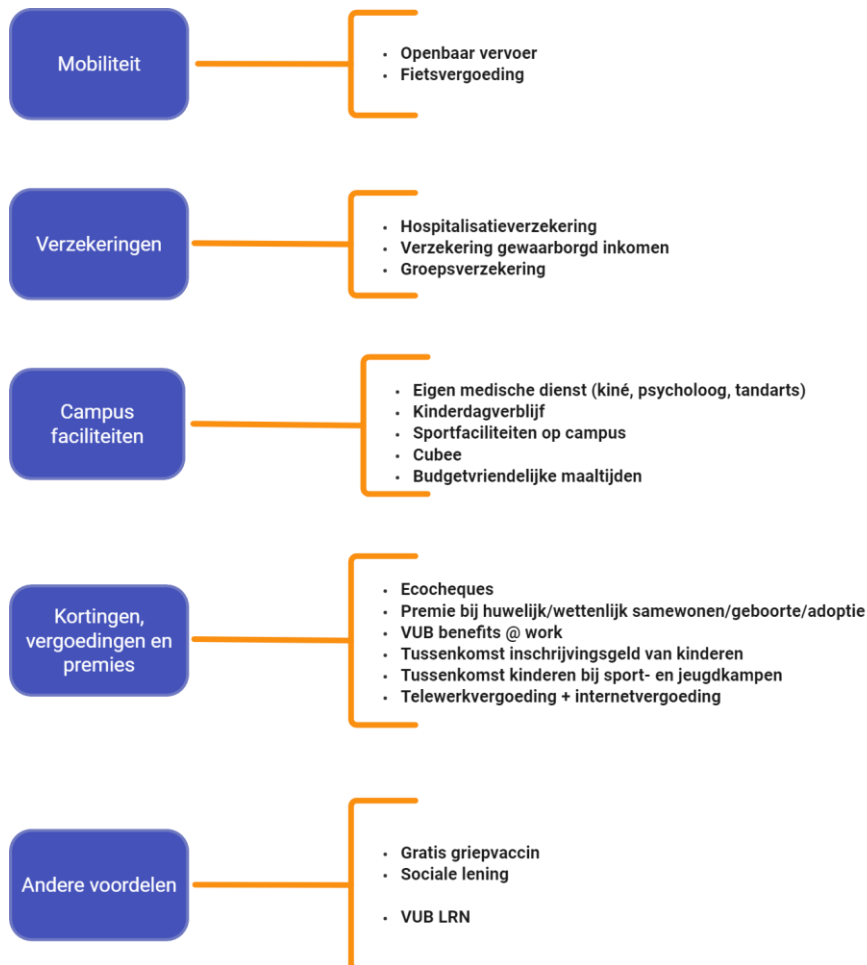 Mobiliteit
• Openbaar vervoer
• Fietsvergoeding
Verzekeringen
• Hospitalisatieverzekering
• Verzekering gewaarborgd inkomen
• Groepsverzekering
Campus
faciliteiten
• Eigen medische dienst (kiné, psycholoog, tandarts)
• Kinderdagverblijf
• Sportfaciliteiten op campus
• Cubee
• Budgetvriendelijke maaltijden
Kortingen,
vergoedingen en
premies
• Ecocheques
• Premie bij huwelijk/wettenlijk samewonen/geboorte/adoptie
• VUB benefits @ work
• Tussenkomst inschrijvingsgeld van kinderen
• Tussenkomst kinderen bij sport- en jeugdkampen
• Telewerkvergoeding + internetvergoeding
Andere voordelen
• Gratis griepvaccin
• Sociale lening
• VUB LRN